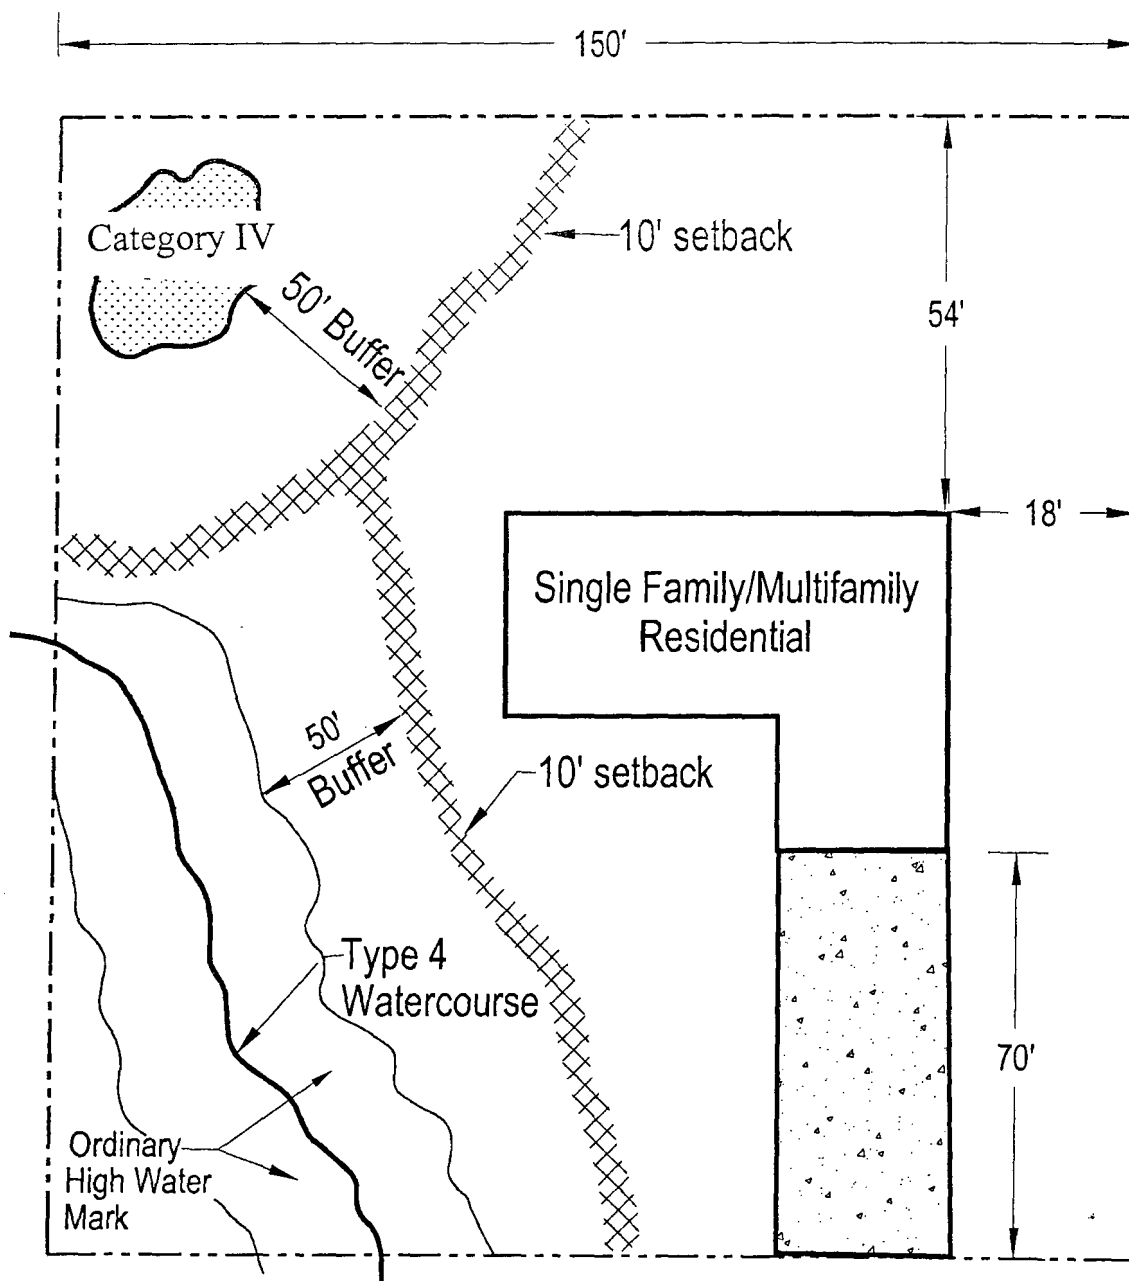 150'
10' setback
Category IV
50' Buffer
54'
18'
Single Family/Multifamily
Residential
50'
Buffer
10' setback
Type 4
Watercourse
70'
Ordinary
High Water
Mark